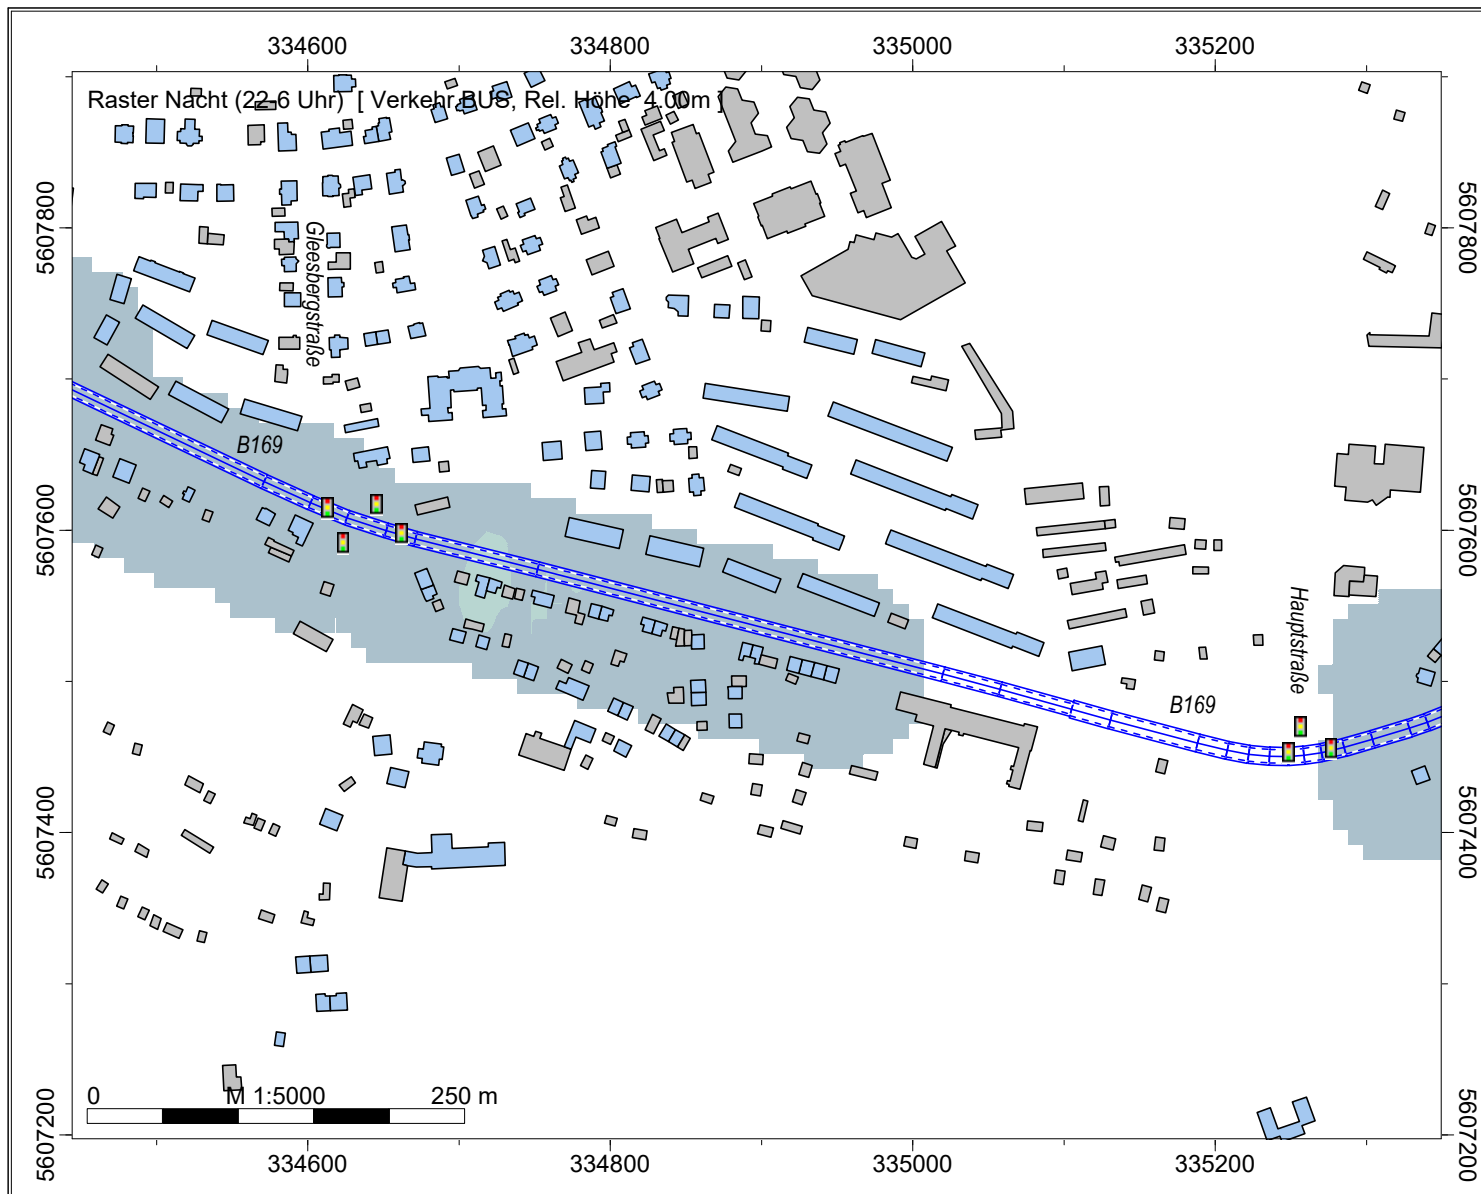 334600 334800 335000 335200
Raster Nacht (22-6 Uhr) [ Verkehr BUS, Rel. Höhe 4.00m ]
5607800 5607800
Gleesbergstraße
B169
5607600 5607600
Hauptstraße
B169
5607400 5607400
0 M 1:5000 250 m
5607200 5607200
334600 334800 335000 335200